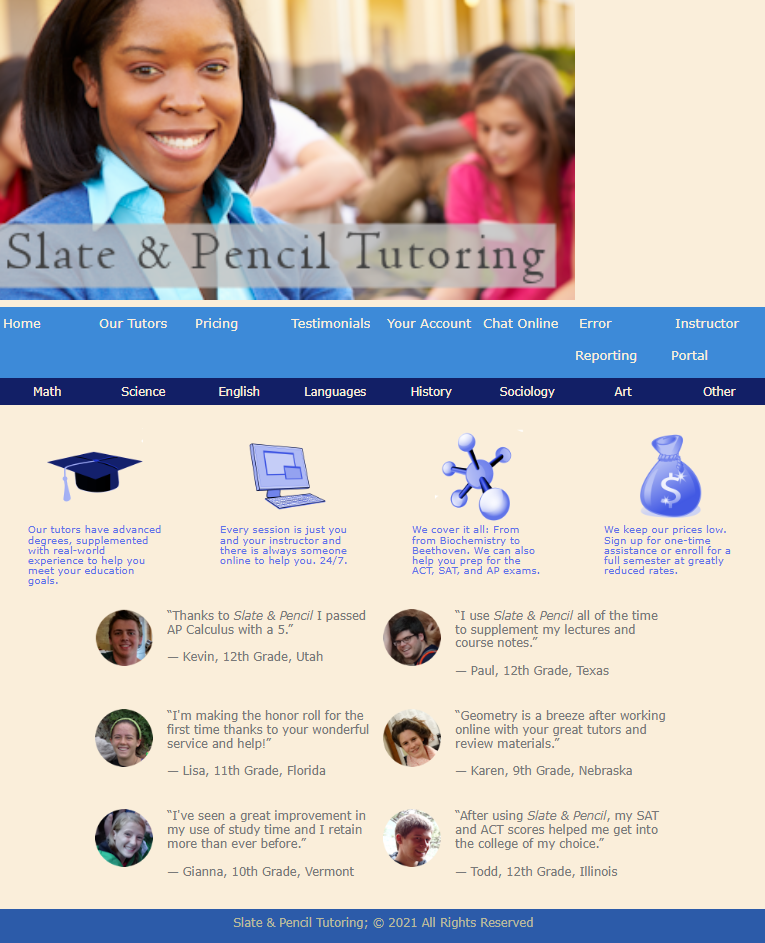 Slate & Pencil Tutoring
Home Our Tutors Pricing Testimonials Your Account Chat Online Error Instructor
Reporting Portal
Math Science English Languages History Sociology Art Other
Our tutors have advanced
degrees, supplemented
with real-world
experience to help you
meet your education
goals.
Every session is just you
and your instructor and
there is always someone
online to help you. 24/7.
We cover it all: From
from Biochemistry to
Beethoven. We can also
help you prep for the
ACT, SAT, and AP exams.
$
We keep our prices low.
Sign up for one-time
assistance or enroll for a
full semester at greatly
reduced rates.
“Thanks to Slate & Pencil I passed
AP Calculus with a 5.”
— Kevin, 12th Grade, Utah
“I use Slate & Pencil all of the time
to supplement my lectures and
course notes.”
— Paul, 12th Grade, Texas
“I'm making the honor roll for the
first time thanks to your wonderful
service and help!”
— Lisa, 11th Grade, Florida
“Geometry is a breeze after working
online with your great tutors and
review materials.”
— Karen, 9th Grade, Nebraska
“I've seen a great improvement in
my use of study time and I retain
more than ever before.”
— Gianna, 10th Grade, Vermont
“After using Slate & Pencil, my SAT
and ACT scores helped me get into
the college of my choice.”
— Todd, 12th Grade, Illinois
Slate & Pencil Tutoring; © 2021 All Rights Reserved